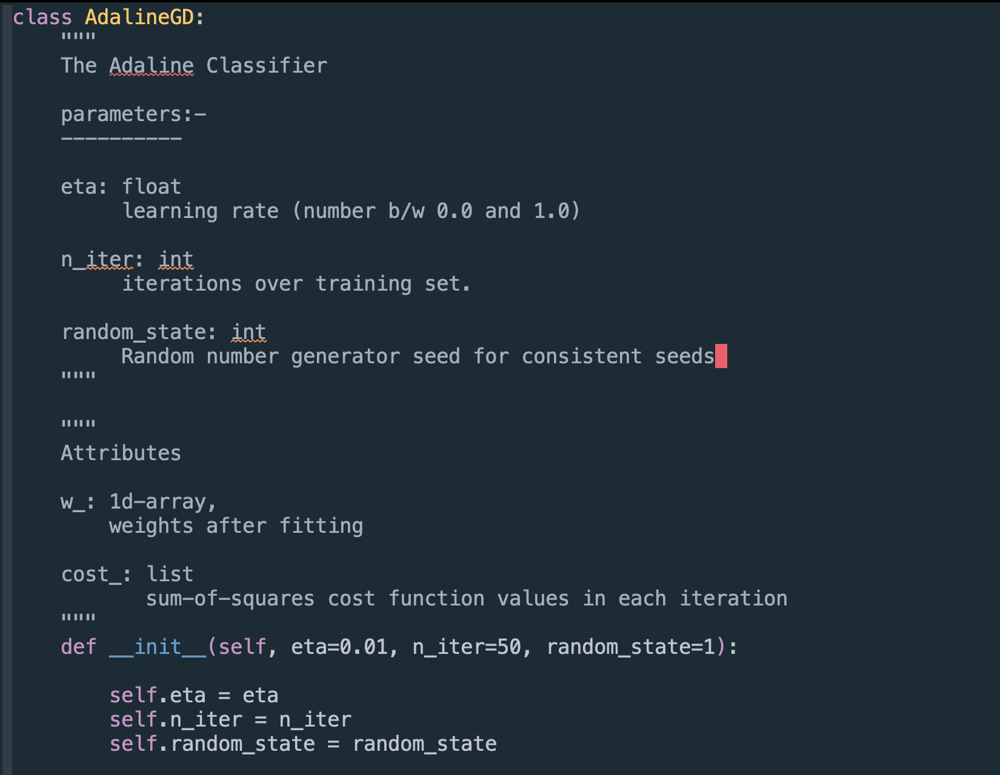 class AdalineGD:
"""
The Adaline Classifier
parameters:-
----------
eta: float
learning rate (number b/w 0.0 and 1.0)
n_iter: int
iterations over training set.
random_state: int
Random number generator seed for consistent seeds
"""
"""
Attributes
w_: 1d-array,
weights after fitting
cost_: list
sum-of-squares cost function values in each iteration
"""
def __init__(self, eta=0.01, n_iter=50, random_state=1):
self.eta = eta
self.n_iter = n_iter
self.random_state = random_state